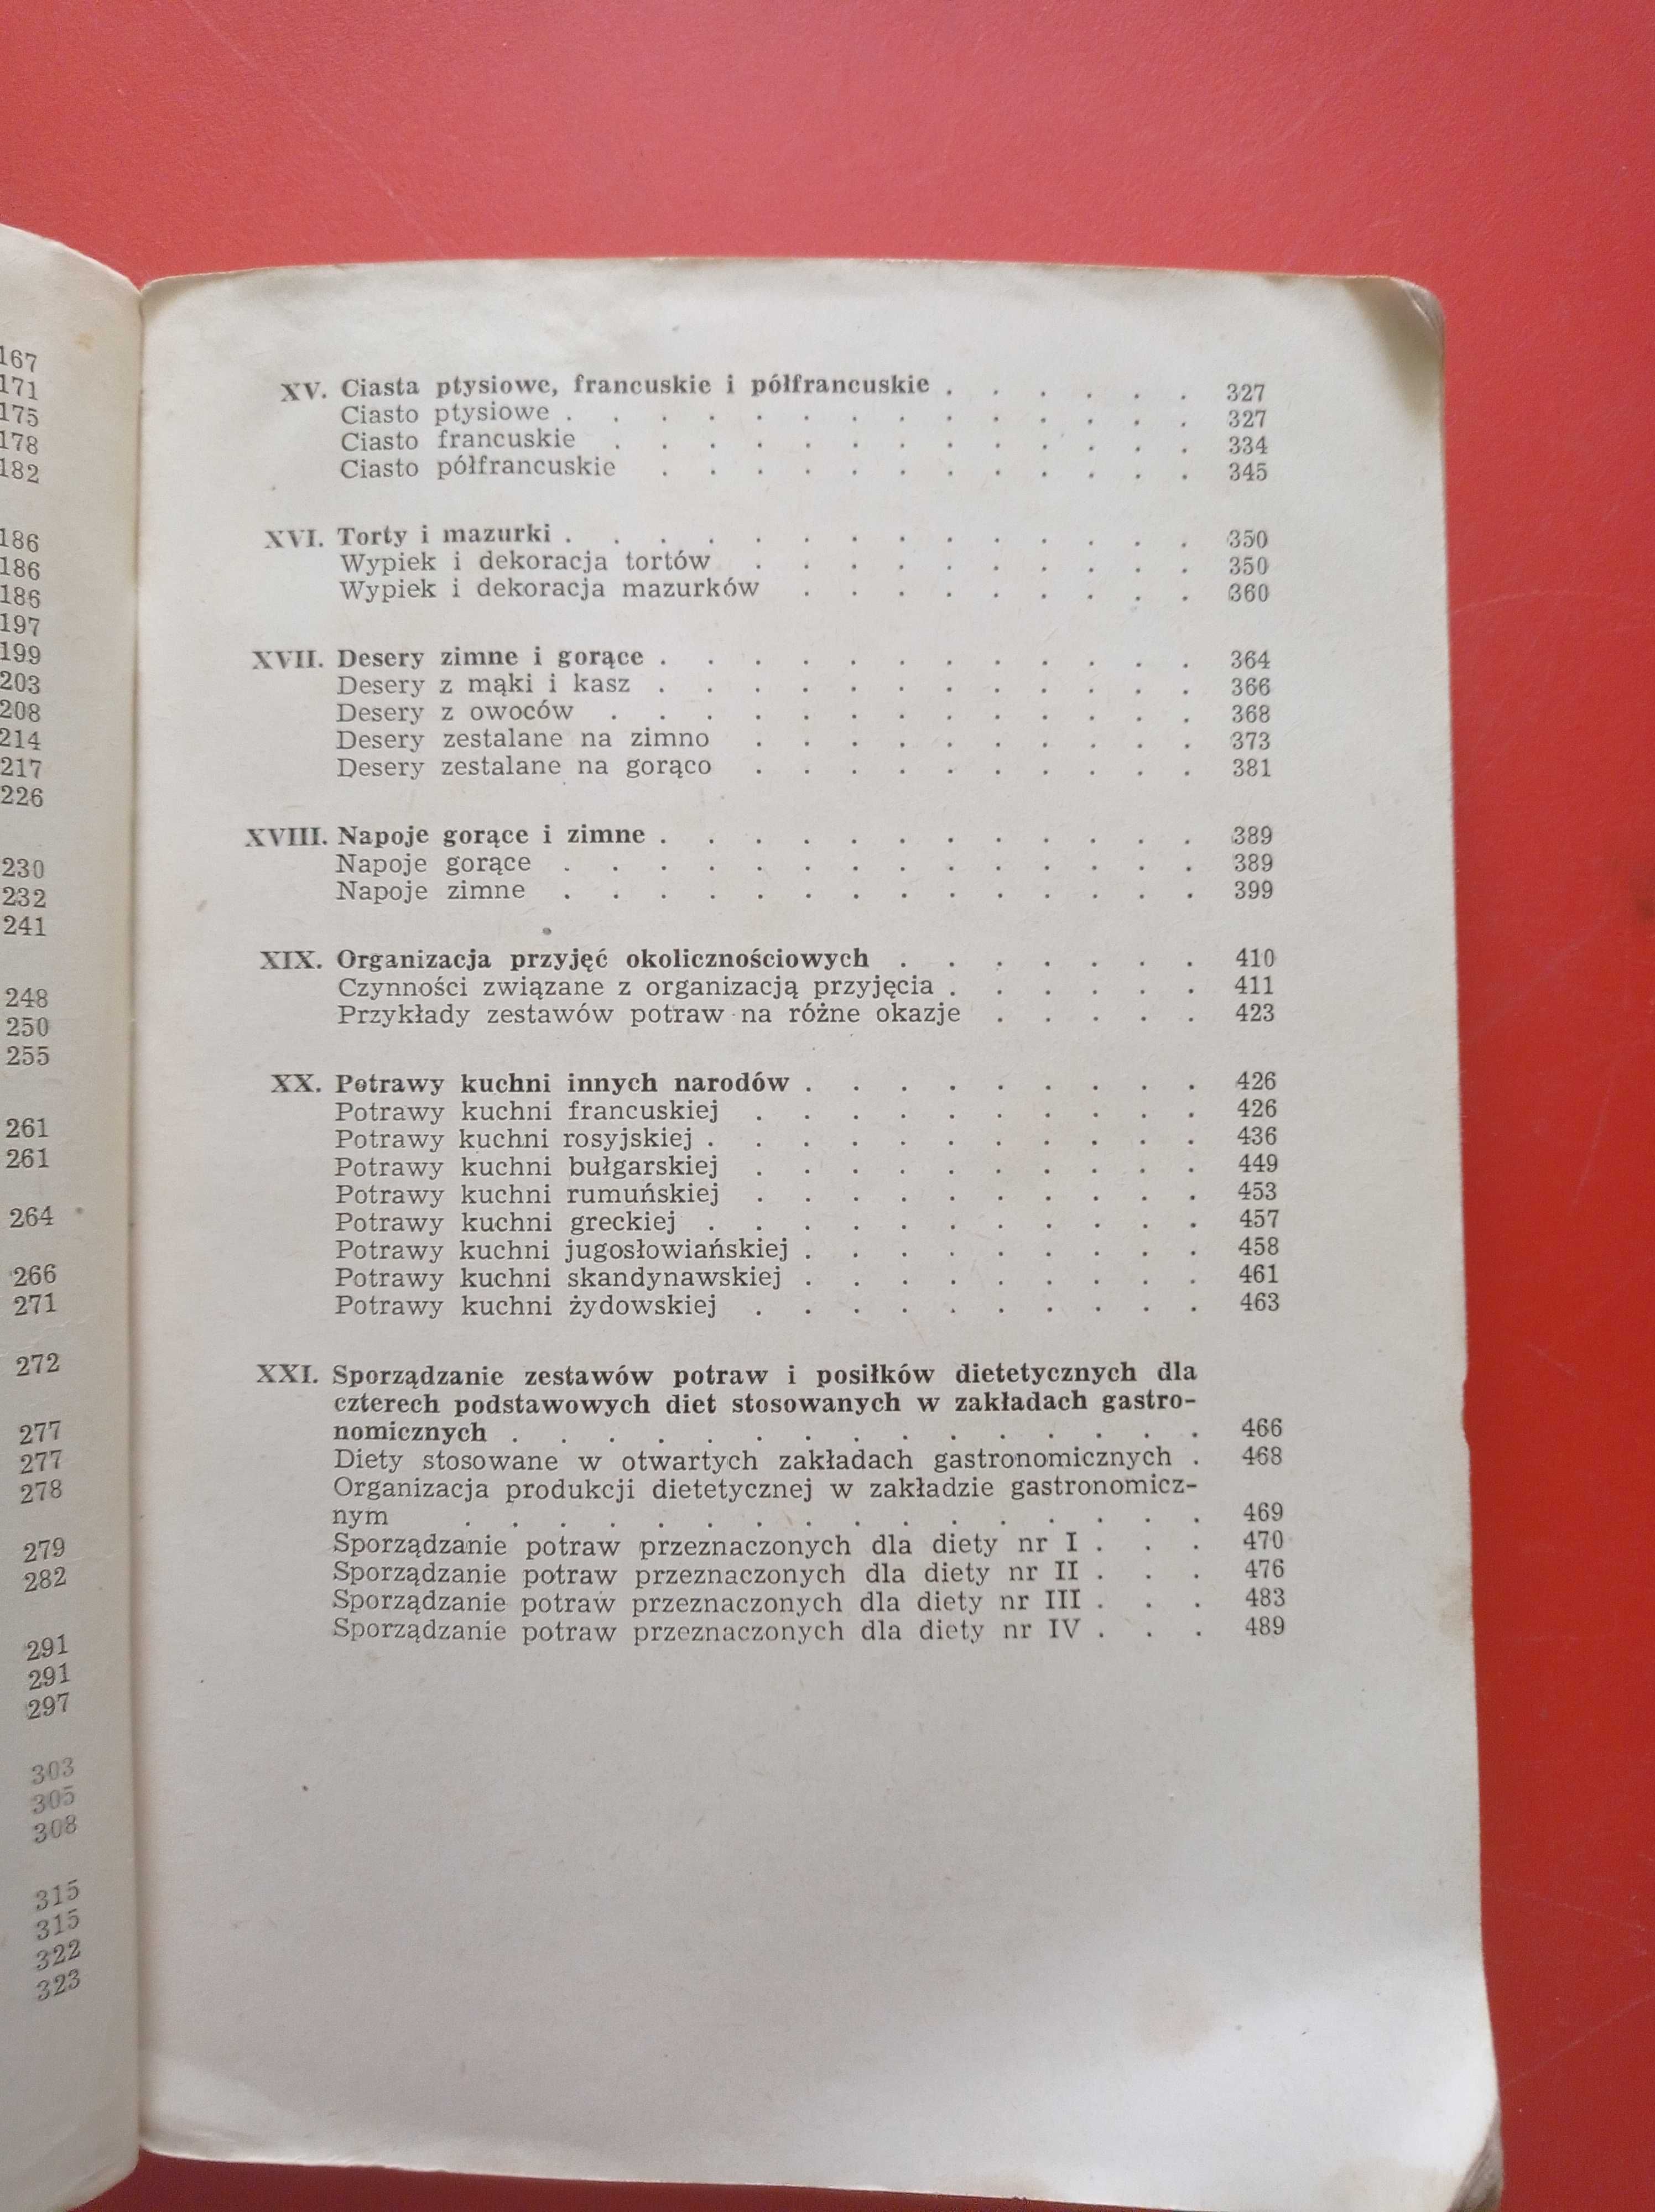 167
171
175
178
182
186
186
186
197
199
203
208
214
217
226
230
232
241
248
250
255
261
261
264
266
271
272
277
277
278
279
282
291
291
297
303
305
308
315
315
322
323
XV. Ciasta ptysiowe, francuskie i półfrancuskie . . . . . . 327
Ciasto ptysiowe . . . . . . . . . . . . . . 327
Ciasto francuskie . . . . . . . . . . . . . 334
Ciasto półfrancuskie . . . . . . . . . . . . 345
XVI. Torty i mazurki . . . . . . . . . . . . . . 350
Wypiek i dekoracja tortów . . . . . . . . . . 350
Wypiek i dekoracja mazurków . . . . . . . . . 360
XVII. Desery zimne i gorące . . . . . . . . . . . . 364
Desery z mąki i kasz . . . . . . . . . . . . 366
Desery z owoców . . . . . . . . . . . . . 368
Desery zestalane na zimno . . . . . . . . . . 373
Desery zestalane na gorąco . . . . . . . . . . 381
XVIII. Napoje gorące i zimne . . . . . . . . . . . . 389
Napoje gorące . . . . . . . . . . . . . . 389
Napoje zimne . . . . . . . . . . . . . . 399
XIX. Organizacja przyjęć okolicznościowych . . . . . . . 410
Czynności związane z organizacją przyjęcia . . . . . . 411
Przykłady zestawów potraw na różne okazje . . . . . 423
XX. Potrawy kuchni innych narodów . . . . . . . . . 426
Potrawy kuchni francuskiej . . . . . . . . . . 426
Potrawy kuchni rosyjskiej . . . . . . . . . . . 436
Potrawy kuchni bułgarskiej . . . . . . . . . . 449
Potrawy kuchni rumuńskiej . . . . . . . . . . 453
Potrawy kuchni greckiej . . . . . . . . . . . 457
Potrawy kuchni jugosłowiańskiej . . . . . . . . . 458
Potrawy kuchni skandynawskiej . . . . . . . . . 461
Potrawy kuchni żydowskiej . . . . . . . . . . 463
XXI. Sporządzanie zestawów potraw i posiłków dietetycznych dla
czterech podstawowych diet stosowanych w zakładach gastro-
nomicznych . . . . . . . . . . . . . . . 466
Diety stosowane w otwartych zakładach gastronomicznych . 468
Organizacja produkcji dietetycznej w zakładzie gastronomicz-
nym . . . . . . . . . . . . . . . . 469
Sporządzanie potraw przeznaczonych dla diety nr I . . . 470
Sporządzanie potraw przeznaczonych dla diety nr II . . . 476
Sporządzanie potraw przeznaczonych dla diety nr III . . . 483
Sporządzanie potraw przeznaczonych dla diety nr IV . . . 489